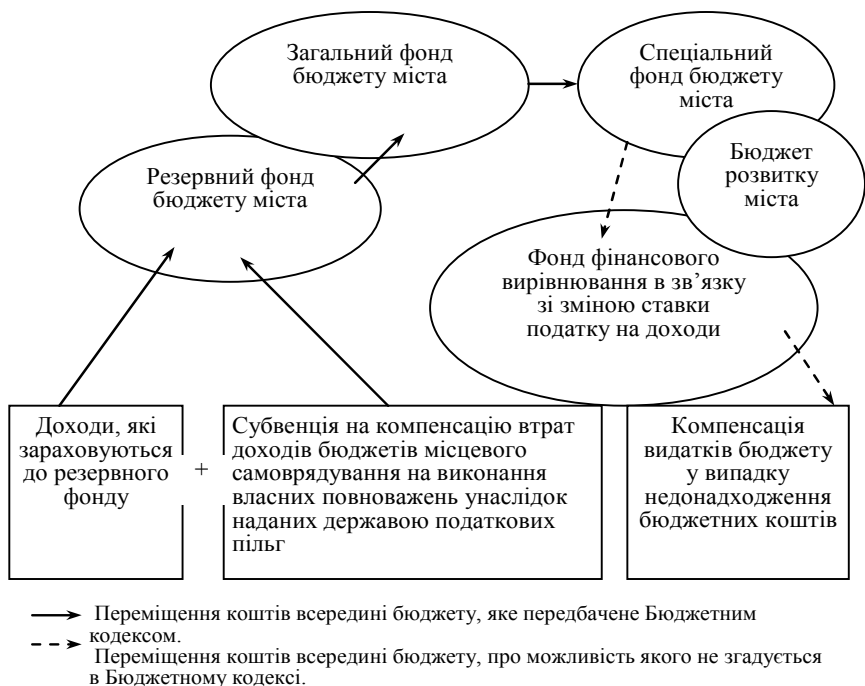 Загальний фонд
бюджету міста
Спеціальний
фонд бюджету
міста
Резервний фонд
бюджету міста
Бюджет
розвитку
міста
Фонд фінансового
вирівнювання в зв’язку
зі зміною ставки
податку на доходи
Доходи, які
зараховуються
до резервного
фонду
+
Субвенція на компенсацію втрат
доходів бюджетів місцевого
самоврядування на виконання
власних повноважень унаслідок
наданих державою податкових
пільг
Компенсація
видатків бюджету
у випадку
недонадходження
бюджетних коштів
Переміщення коштів всередині бюджету, яке передбачене Бюджетним
кодексом.
Переміщення коштів всередині бюджету, про можливість якого не згадується
в Бюджетному кодексі.